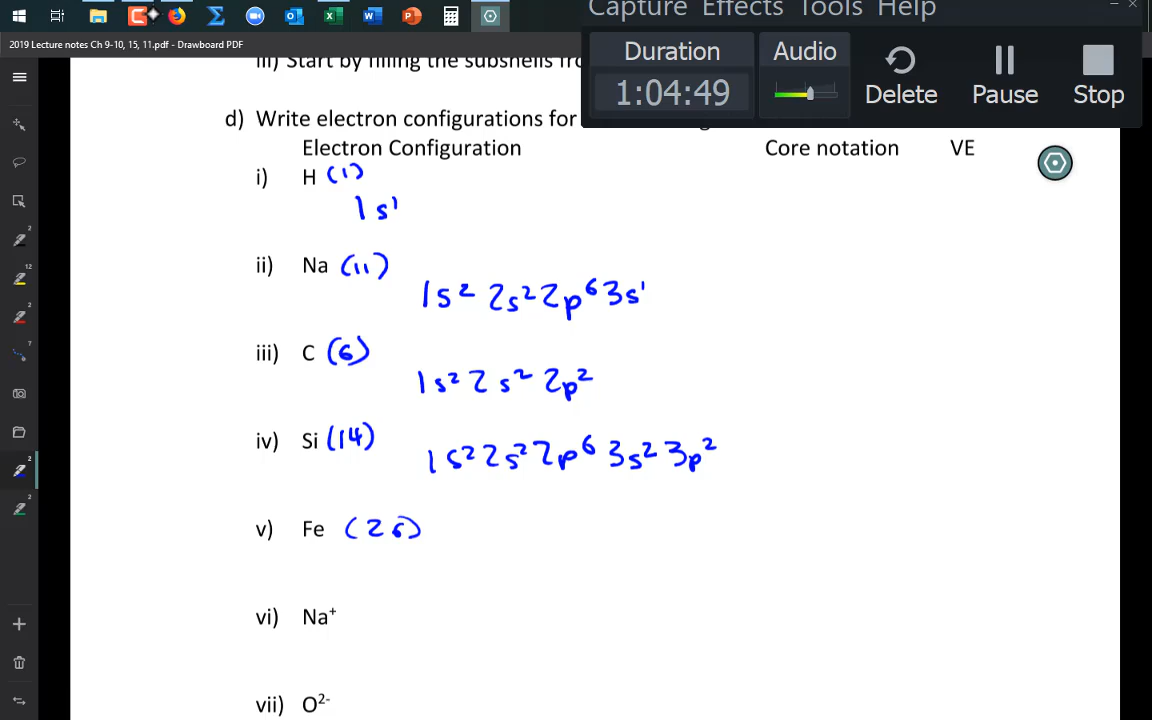 Capture Effects Tools Help
2019 Lecture notes Ch 9-10, 15, 11.pdf - Drawboard PDF
Duration Audio
1:04:49 Delete Pause Stop
iii) Start by filling the subshells
d) Write electron configurations for
Electron Configuration Core notation VE
i) H (1)
1s¹
ii) Na (11)
1s² 2s² 2p⁶ 3s¹
iii) C (6)
1s² 2s² 2p²
iv) Si (14)
1s² 2s² 2p⁶ 3s² 3p²
v) Fe (26)
vi) Na⁺
vii) O²⁻